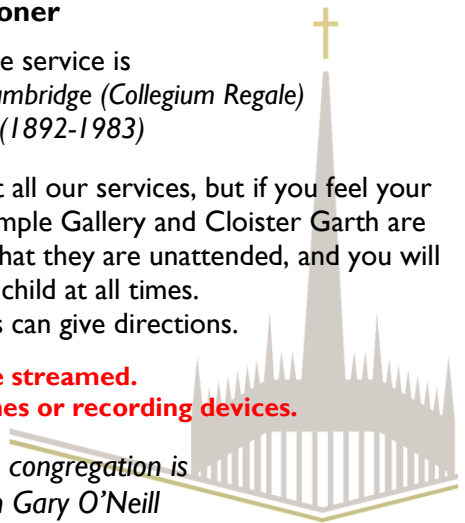 oner
e service is
mbridge (Collegium Regale)
(1892-1983)
t all our services, but if you feel your
mple Gallery and Cloister Garth are
hat they are unattended, and you will
child at all times.
s can give directions.
e streamed.
nes or recording devices.
congregation is
n Gary O'Neill